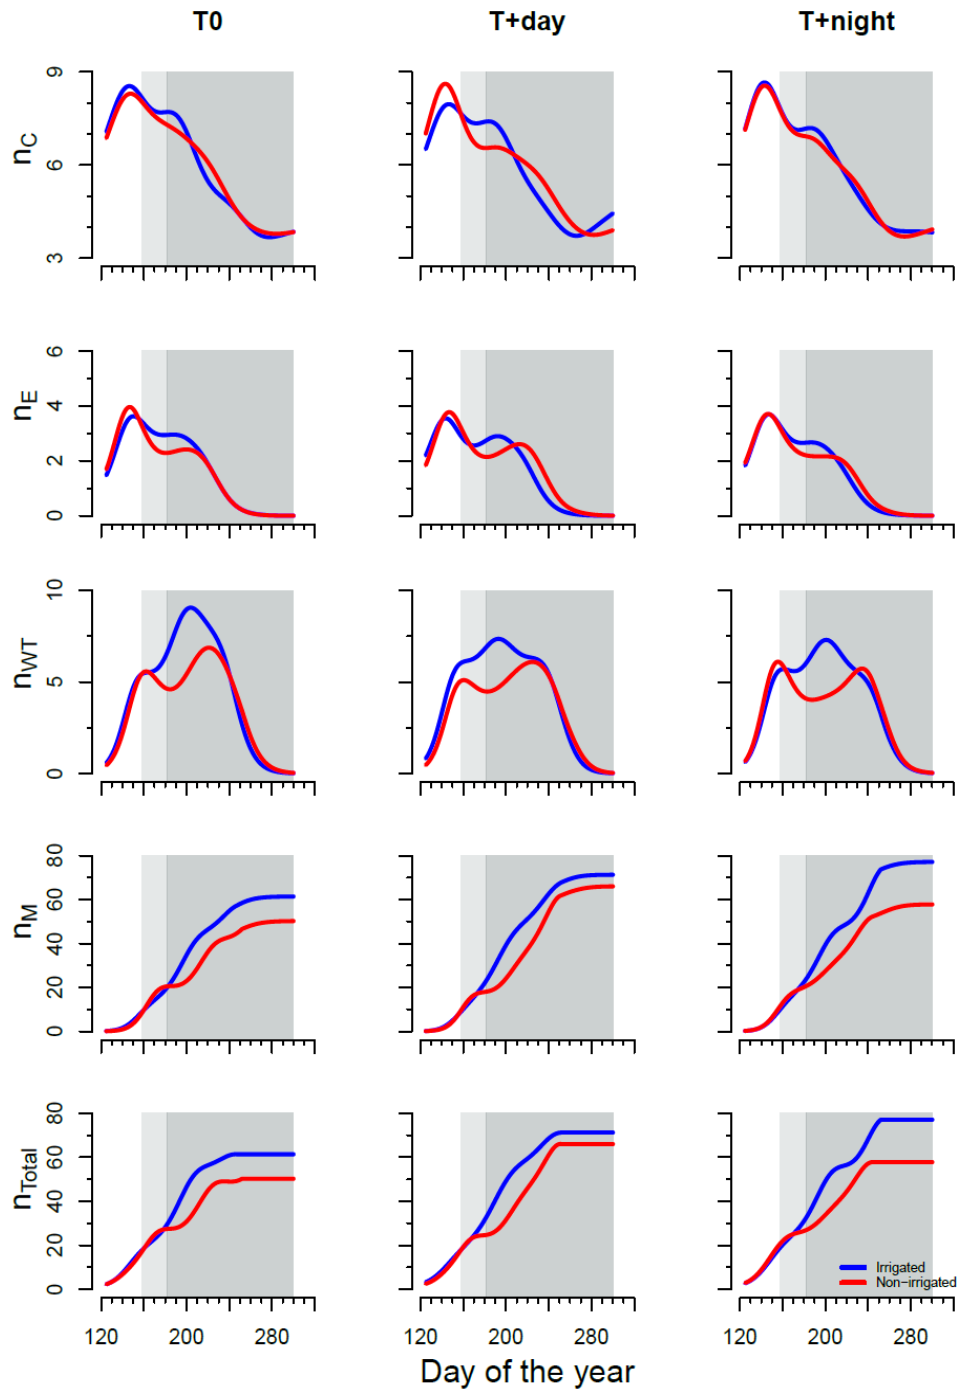 T0 T+day T+night
nC 9 6 3
nE 6 4 2 0
nWT 10 5 0
nM 80 60 40 20 0
nTotal 80 60 40 20 0
Irrigated
Non-irrigated
120 200 280 120 200 280 120 200 280
Day of the year